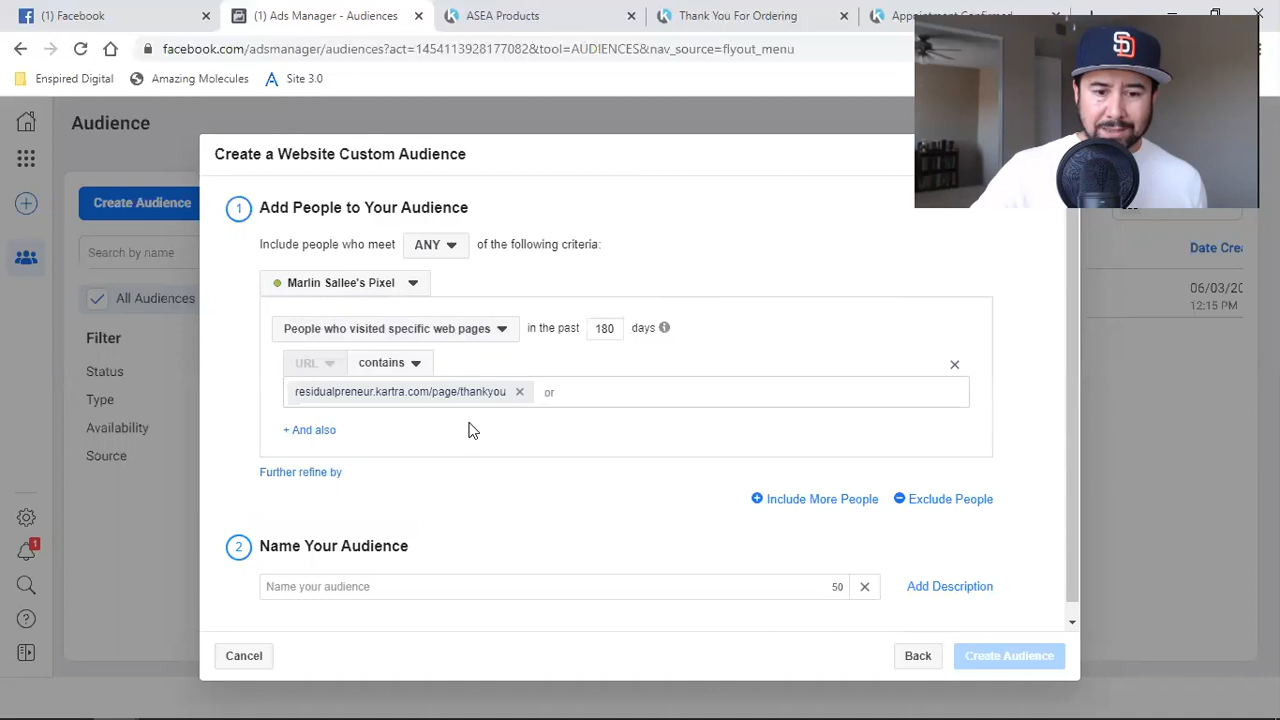 (1) Facebook
(1) Ads Manager - Audiences
ASEA Products
Thank You For Ordering
Appointment Confirmed
facebook.com/adsmanager/audiences?act=1454113928177082&tool=AUDIENCES&nav_source=flyout_menu
Enspired Digital
Amazing Molecules
Site 3.0
SD
Audience
Create Audience
Search by name
All Audiences
Filter
Status
Type
Availability
Source
1
Create a Website Custom Audience
1
Add People to Your Audience
Include people who meet ANY of the following criteria:
Marlin Sallee's Pixel
People who visited specific web pages in the past 180 days
URL contains
residualpreneur.kartra.com/page/thankyou or
+ And also
Further refine by
Include More People
Exclude People
2
Name Your Audience
Name your audience 50
Add Description
Cancel
Back
Create Audience
Date Cre
06/03/20
12:15 PM